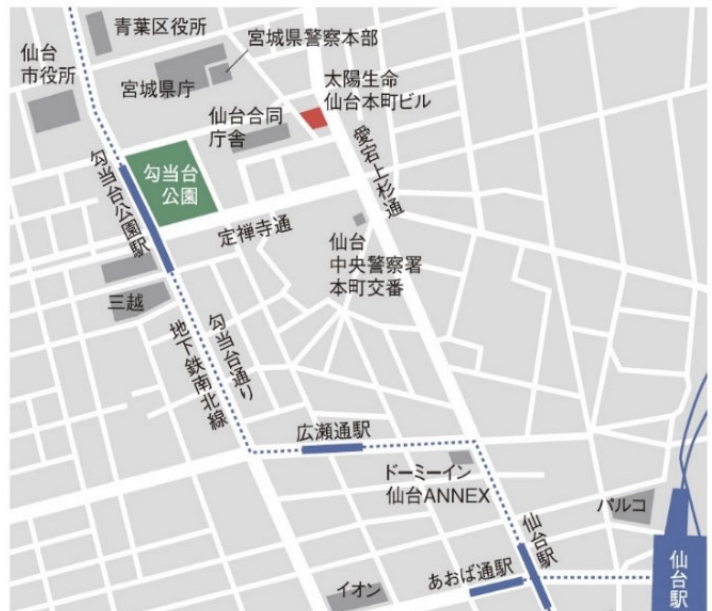 青葉区役所
仙台
市役所
宮城県警察本部
宮城県庁
太陽生命
仙台本町ビル
仙台合同
庁舎
愛宕上杉通
勾当台
公園
勾当台公園駅
定禅寺通
仙台
中央警察署
本町交番
三越
勾当台通り
地下鉄南北線
広瀬通駅
ドーミーイン
仙台ANNEX
パルコ
仙台駅
仙台駅
あおば通駅
イオン